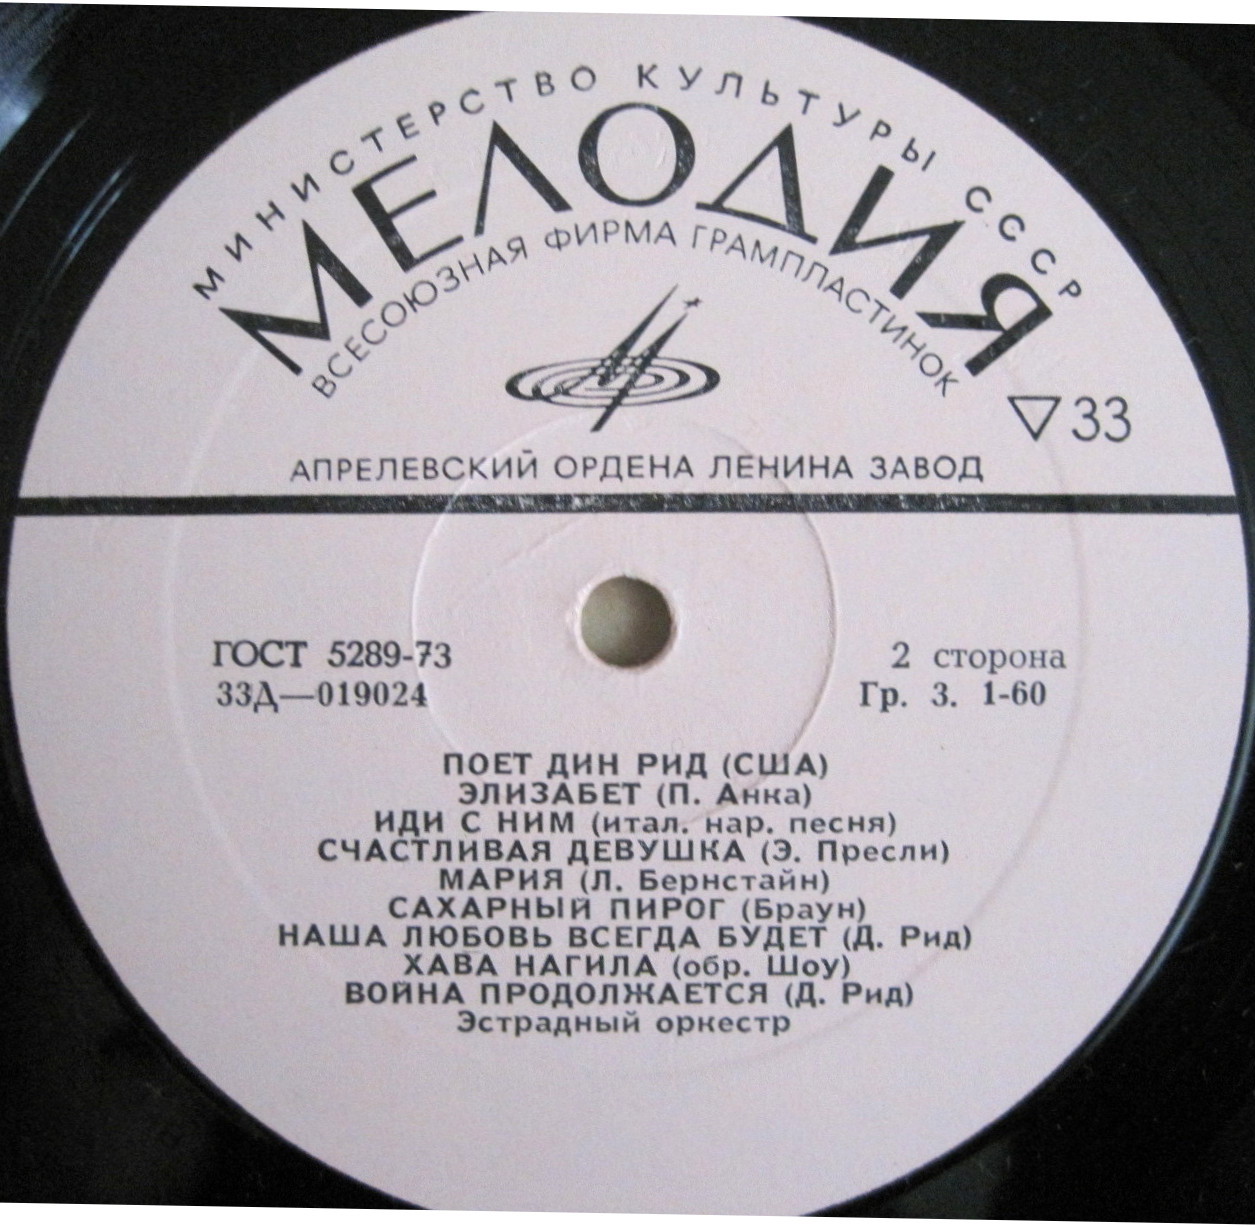 МИНИСТЕРСТВО КУЛЬТУРЫ СССР
МЕЛОДИЯ
ВСЕСОЮЗНАЯ ФИРМА ГРАМПЛАСТИНОК
33
АПРЕЛЕВСКИЙ ОРДЕНА ЛЕНИНА ЗАВОД
ГОСТ 5289-73
2 сторона
33Д—019024
Гр. 3. 1-60
ПОЕТ ДИН РИД (США)
ЭЛИЗАБЕТ (П. Анка)
ИДИ С НИМ (итал. нар. песня)
СЧАСТЛИВАЯ ДЕВУШКА (Э. Пресли)
МАРИЯ (Л. Бернстайн)
САХАРНЫЙ ПИРОГ (Браун)
НАША ЛЮБОВЬ ВСЕГДА БУДЕТ (Д. Рид)
ХАВА НАГИЛА (обр. Шоу)
ВОЙНА ПРОДОЛЖАЕТСЯ (Д. Рид)
Эстрадный оркестр